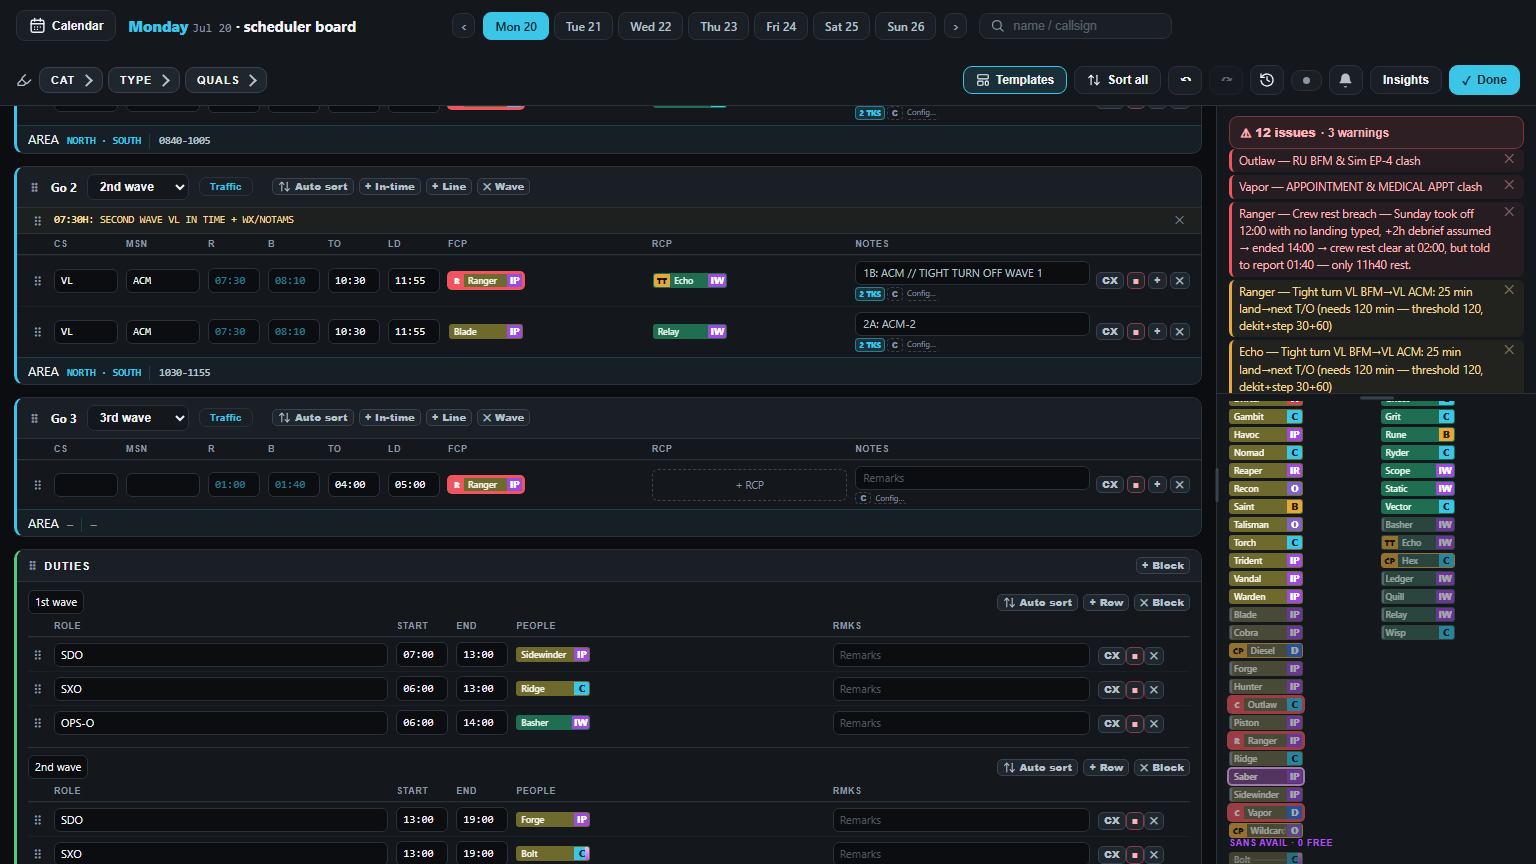 Calendar
Monday Jul 20 · scheduler board
Mon 20
Tue 21
Wed 22
Thu 23
Fri 24
Sat 25
Sun 26
name / callsign
CAT
TYPE
QUALS
Templates
Sort all
Insights
✓ Done
2 TKS C Config...
AREA NORTH · SOUTH 0840-1005
Go 2 2nd wave Traffic Auto sort + In-time + Line × Wave
07:30H: SECOND WAVE VL IN TIME + WX/NOTAMS
CS MSN R B TO LD FCP RCP NOTES
VL ACM 07:30 08:10 10:30 11:55 R Ranger IP TT Echo IW 1B: ACM // TIGHT TURN OFF WAVE 1 CX
2 TKS C Config...
VL ACM 07:30 08:10 10:30 11:55 Blade IP Relay IW 2A: ACM-2 CX
2 TKS C Config...
AREA NORTH · SOUTH 1030-1155
Go 3 3rd wave Traffic Auto sort + In-time + Line × Wave
CS MSN R B TO LD FCP RCP NOTES
01:00 01:40 04:00 05:00 R Ranger IP + RCP Remarks CX
C Config...
AREA – –
DUTIES + Block
1st wave Auto sort + Row × Block
ROLE START END PEOPLE RMKS
SDO 07:00 13:00 Sidewinder IP Remarks CX
SXO 06:00 13:00 Ridge C Remarks CX
OPS-O 06:00 14:00 Basher IW Remarks CX
2nd wave Auto sort + Row × Block
ROLE START END PEOPLE RMKS
SDO 13:00 19:00 Forge IP Remarks CX
SXO 13:00 19:00 Bolt C Remarks CX
⚠ 12 issues · 3 warnings
Outlaw — RU BFM & Sim EP-4 clash
Vapor — APPOINTMENT & MEDICAL APPT clash
Ranger — Crew rest breach — Sunday took off
12:00 with no landing typed, +2h debrief assumed
→ ended 14:00 → crew rest clear at 02:00, but told
to report 01:40 — only 11h40 rest.
Ranger — Tight turn VL BFM→VL ACM: 25 min
land→next T/O (needs 120 min — threshold 120,
dekit+step 30+60)
Echo — Tight turn VL BFM→VL ACM: 25 min
land→next T/O (needs 120 min — threshold 120,
dekit+step 30+60)
Gambit C
Havoc IP
Nomad C
Reaper IR
Recon O
Saint B
Talisman O
Torch C
Trident IP
Vandal IP
Warden IP
Blade IP
Cobra IP
CP Diesel D
Forge IP
Hunter IP
C Outlaw C
Piston IP
R Ranger IP
Ridge C
Saber IP
Sidewinder IP
C Vapor D
CP Wildcard O
Grit C
Rune B
Ryder C
Scope IW
Static IW
Vector C
Basher IW
TT Echo IW
CP Hex C
Ledger IW
Quill IW
Relay IW
Wisp C
SANS AVAIL · 0 FREE
Bolt C